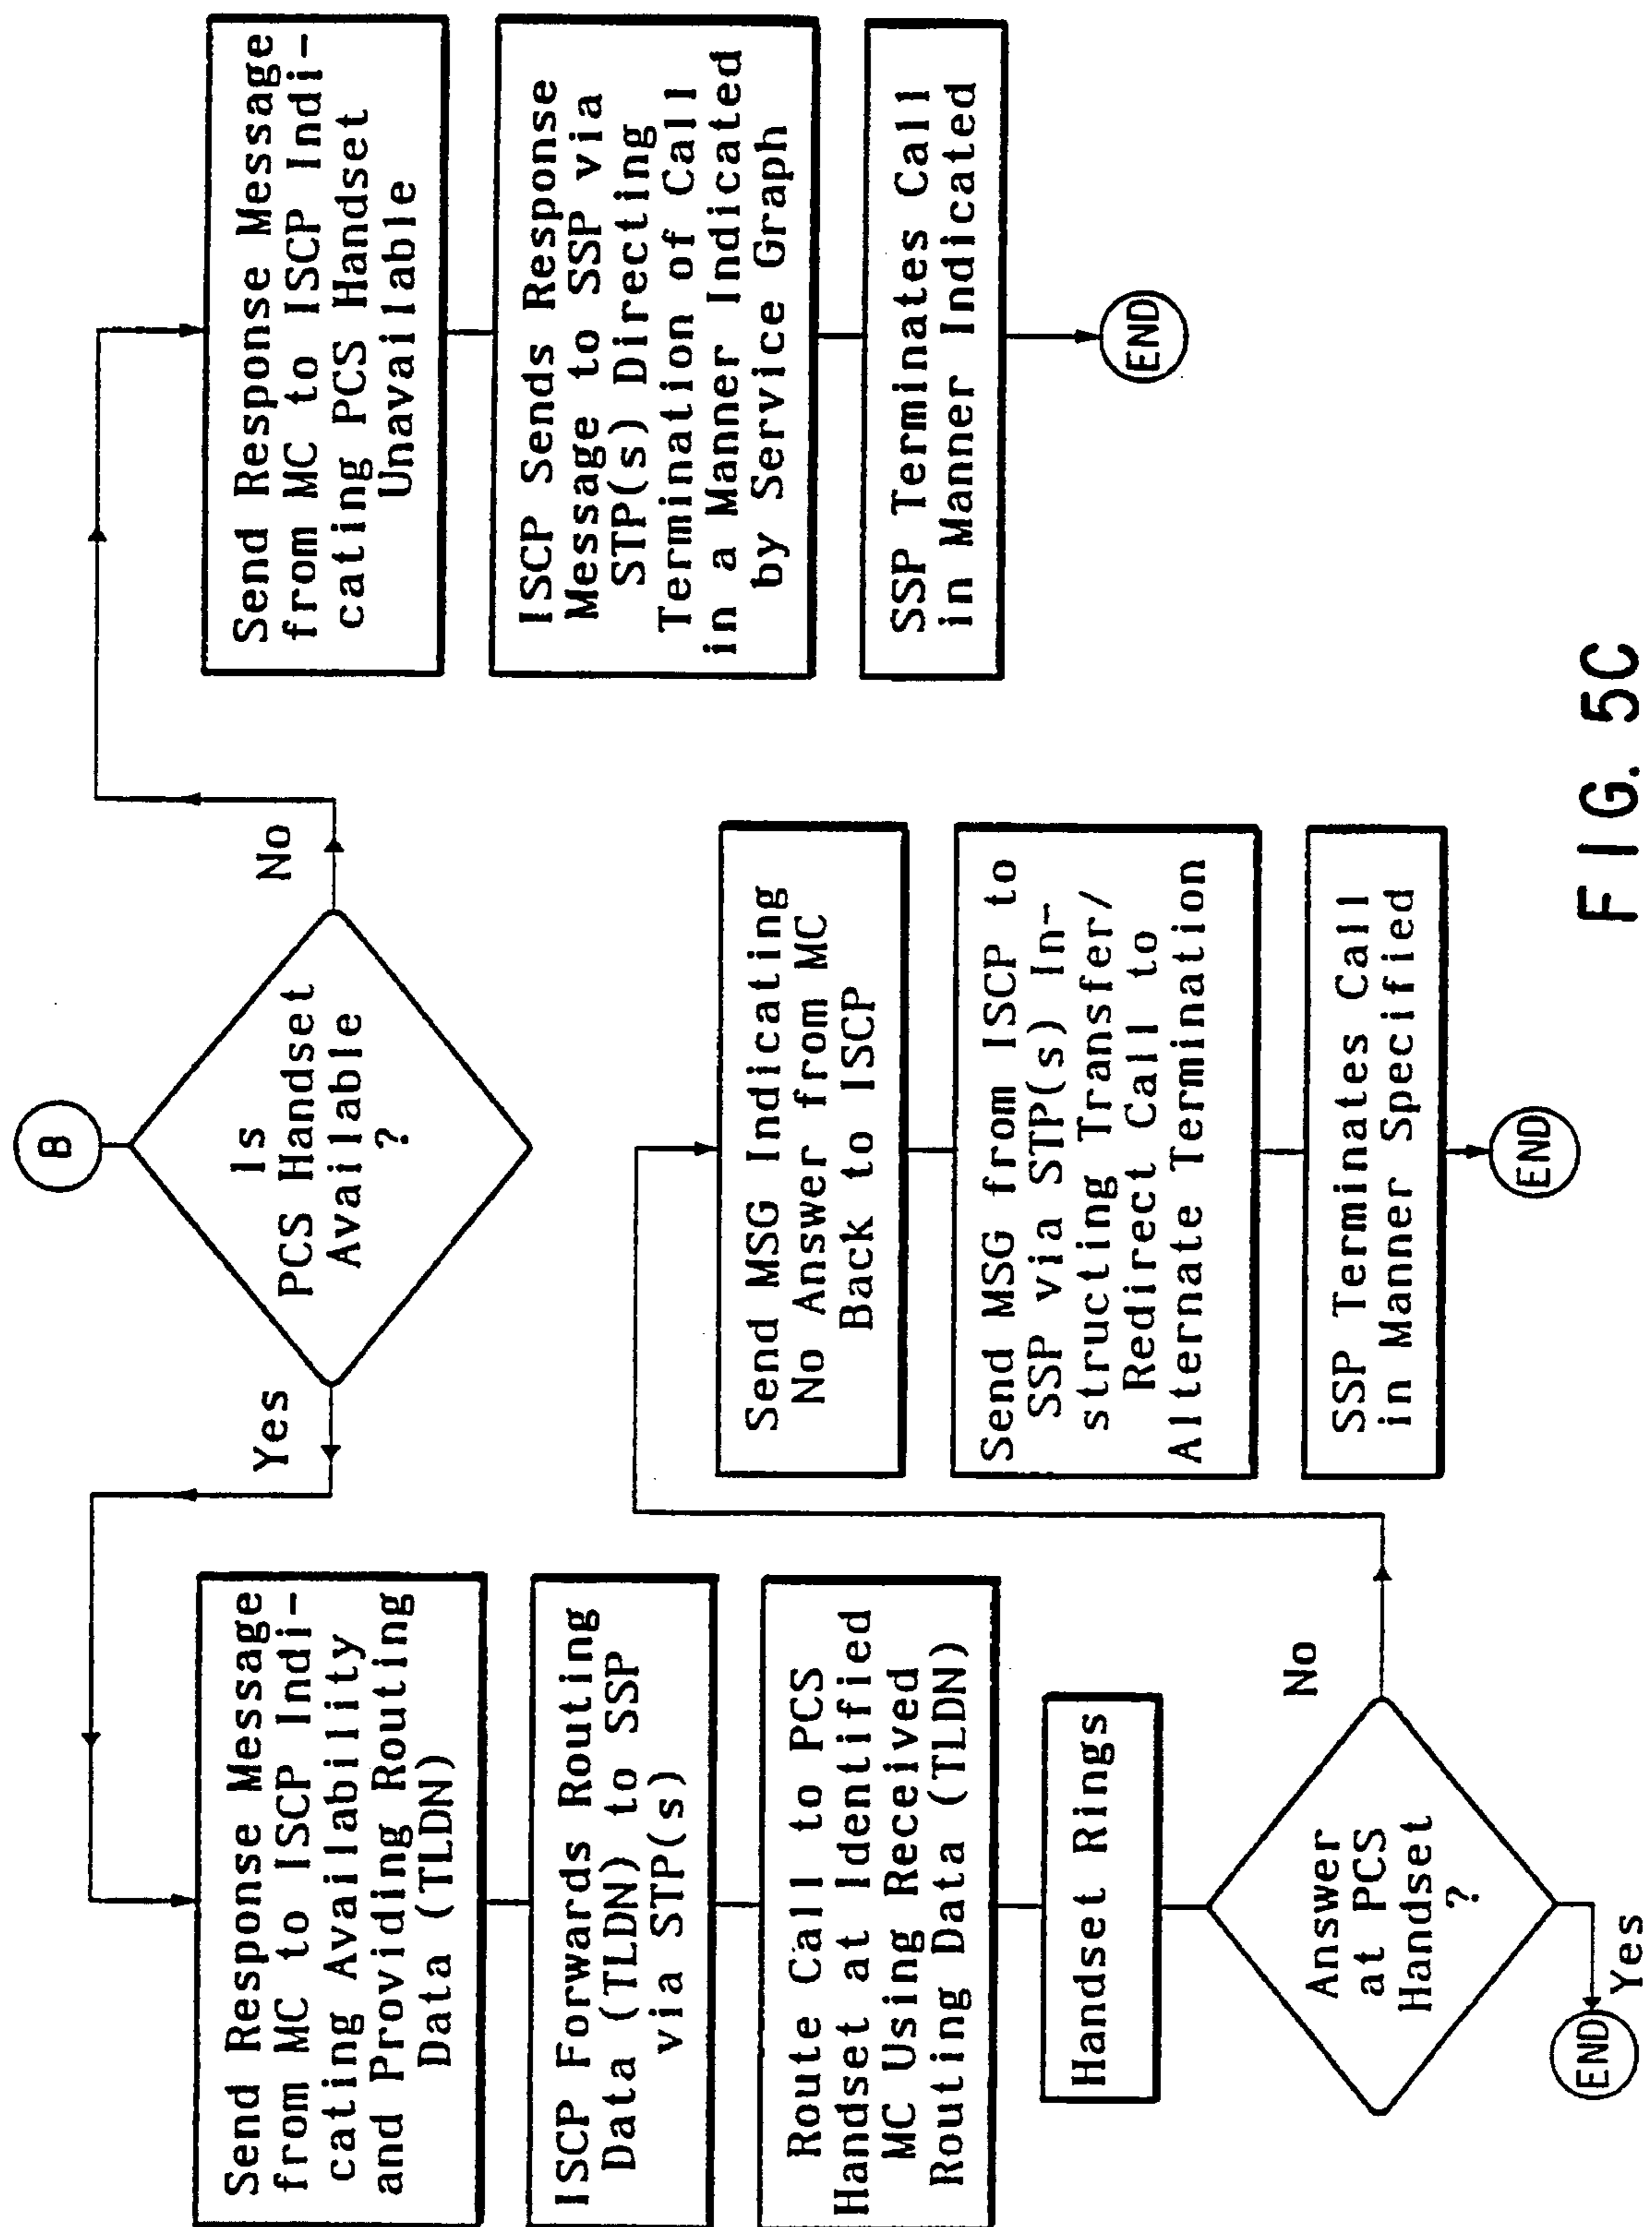 B
Is
PCS Handset
Available
?
Yes
No
Send Response Message
from MC to ISCP Indi-
cating Availability
and Providing Routing
Data (TLDN)
ISCP Forwards Routing
Data (TLDN) to SSP
via STP(s)
Route Call to PCS
Handset at Identified
MC Using Received
Routing Data (TLDN)
Handset Rings
Answer
at PCS
Handset
?
No
Yes
END
Send MSG Indicating
No Answer from MC
Back to ISCP
Send MSG from ISCP to
SSP via STP(s) In-
structing Transfer/
Redirect Call to
Alternate Termination
SSP Terminates Call
in Manner Specified
END
Send Response Message
from MC to ISCP Indi-
cating PCS Handset
Unavailable
ISCP Sends Response
Message to SSP via
STP(s) Directing
Termination of Call
in a Manner Indicated
by Service Graph
SSP Terminates Call
in Manner Indicated
END
FIG. 5C